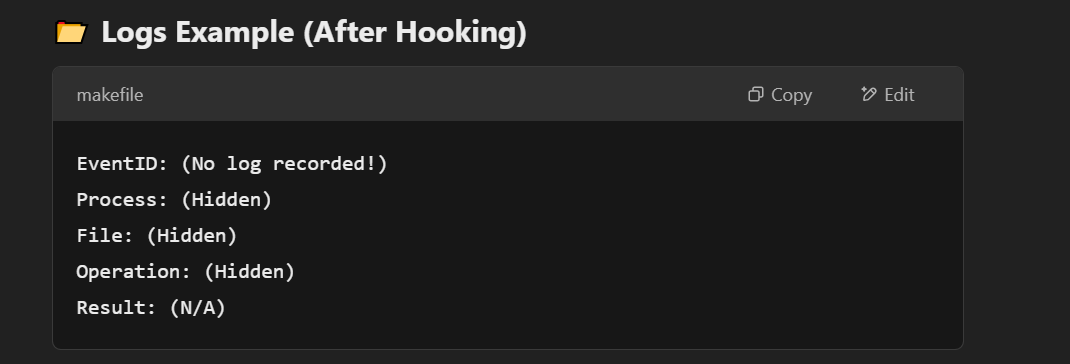 📂 Logs Example (After Hooking)
makefile
Copy
Edit
EventID: (No log recorded!)
Process: (Hidden)
File: (Hidden)
Operation: (Hidden)
Result: (N/A)